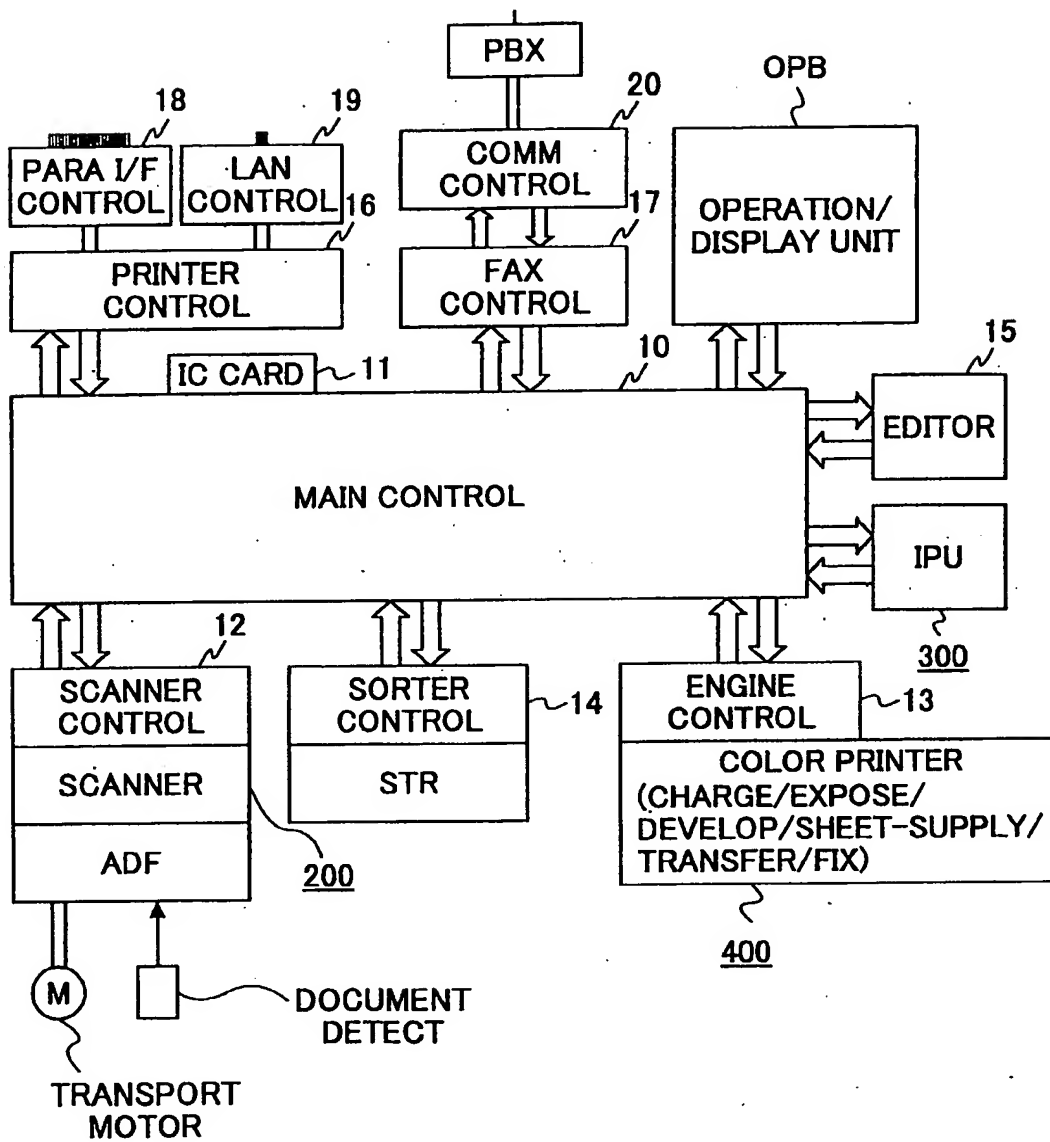 PBX
OPB
18
19
20
PARA I/F
CONTROL
LAN
CONTROL
COMM
CONTROL
OPERATION/
DISPLAY UNIT
16
17
PRINTER
CONTROL
FAX
CONTROL
IC CARD
11
10
15
EDITOR
MAIN CONTROL
IPU
300
12
SCANNER
CONTROL
SORTER
CONTROL
14
ENGINE
CONTROL
13
SCANNER
STR
COLOR PRINTER
(CHARGE/EXPOSE/
DEVELOP/SHEET-SUPPLY/
TRANSFER/FIX)
ADF
200
400
M
DOCUMENT
DETECT
TRANSPORT
MOTOR